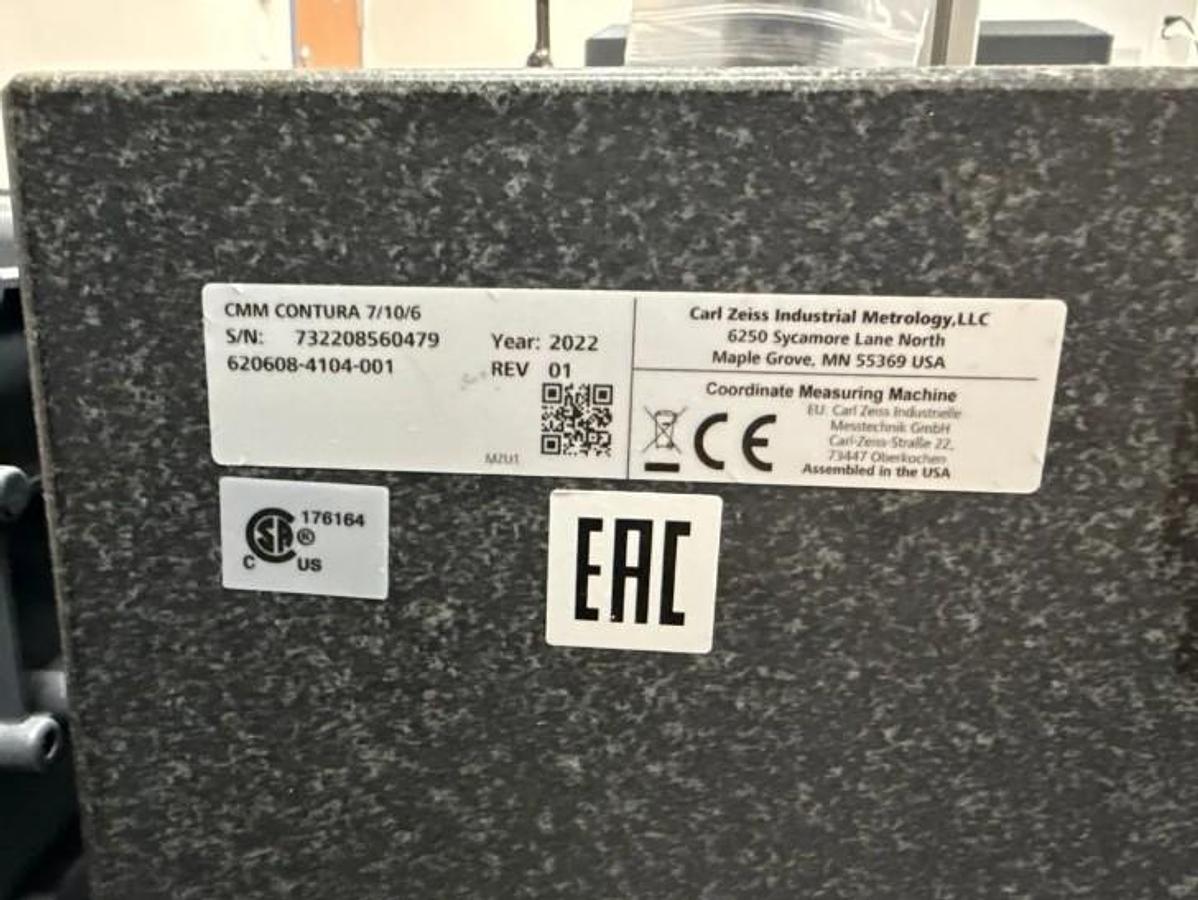 CMM CONTURA 7/10/6
S/N: 732208560479 Year: 2022
620608-4104-001 REV 01
MZU1
Carl Zeiss Industrial Metrology,LLC
6250 Sycamore Lane North
Maple Grove, MN 55369 USA
Coordinate Measuring Machine
CE
EU: Carl Zeiss Industrielle
Messtechnik GmbH
Carl-Zeiss-Straße 22,
73447 Oberkochen
Assembled in the USA
CSA ® 176164
C US
EAC